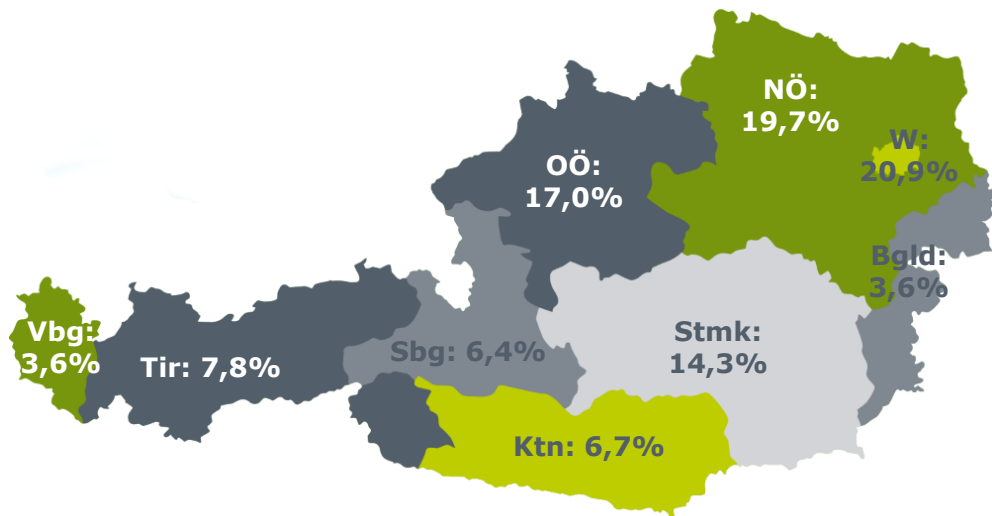 NÖ:
19,7%
W:
20,9%
OÖ:
17,0%
Bgld:
3,6%
Vbg:
3,6%
Tir: 7,8%
Sbg: 6,4%
Stmk:
14,3%
Ktn: 6,7%